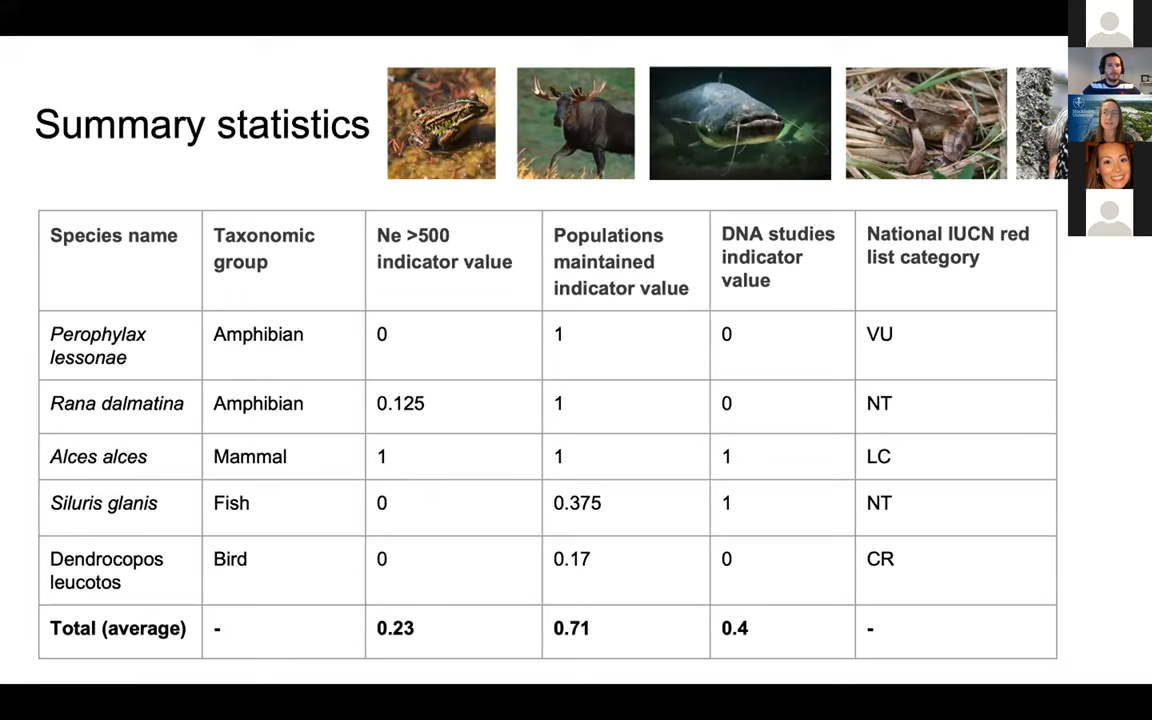 Summary statistics
Species name
Taxonomic
group
Ne >500
indicator value
Populations
maintained
indicator value
DNA studies
indicator
value
National IUCN red
list category
Perophylax
lessonae
Amphibian
0
1
0
VU
Rana dalmatina
Amphibian
0.125
1
0
NT
Alces alces
Mammal
1
1
1
LC
Siluris glanis
Fish
0
0.375
1
NT
Dendrocopos
leucotos
Bird
0
0.17
0
CR
Total (average)
-
0.23
0.71
0.4
-